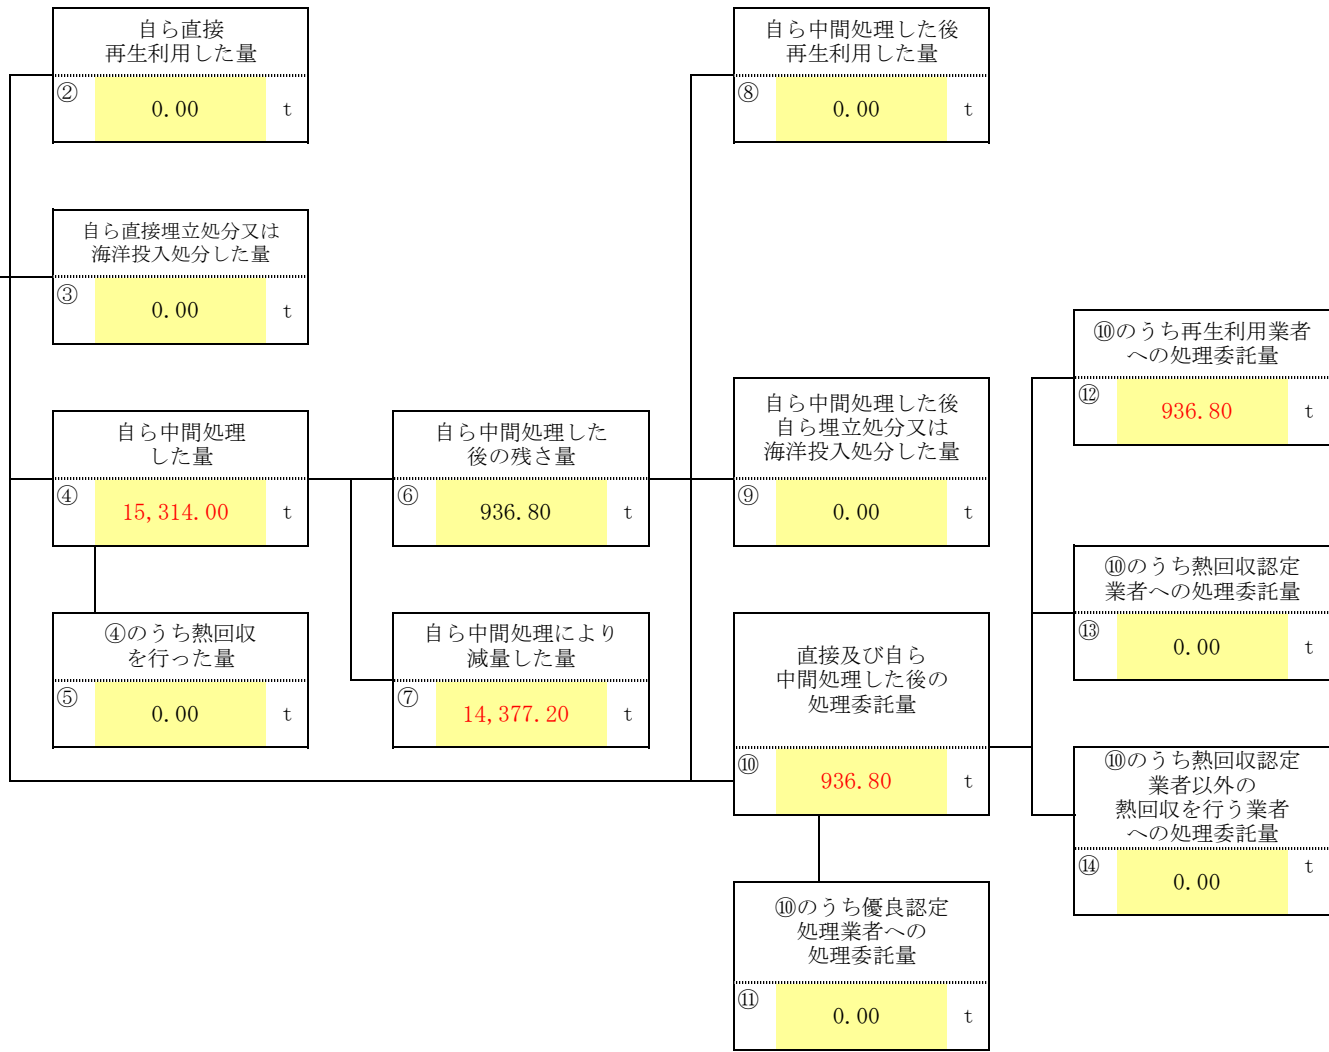 自ら直接
再生利用した量
②
0.00
t
自ら直接埋立処分又は
海洋投入処分した量
③
0.00
t
自ら中間処理
した量
④
15,314.00
t
④のうち熱回収
を行った量
⑤
0.00
t
自ら中間処理した
後の残さ量
⑥
936.80
t
自ら中間処理により
減量した量
⑦
14,377.20
t
自ら中間処理した後
再生利用した量
⑧
0.00
t
自ら中間処理した後
自ら埋立処分又は
海洋投入処分した量
⑨
0.00
t
直接及び自ら
中間処理した後の
処理委託量
⑩
936.80
t
⑩のうち優良認定
処理業者への
処理委託量
⑪
0.00
t
⑩のうち再生利用業者
への処理委託量
⑫
936.80
t
⑩のうち熱回収認定
業者への処理委託量
⑬
0.00
t
⑩のうち熱回収認定
業者以外の
熱回収を行う業者
への処理委託量
⑭
0.00
t